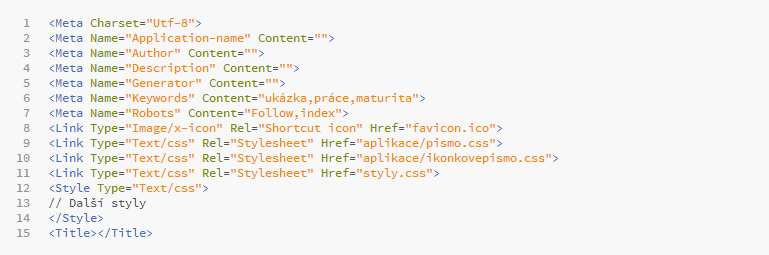 1 <Meta Charset="Utf-8">
2 <Meta Name="Application-name" Content="">
3 <Meta Name="Author" Content="">
4 <Meta Name="Description" Content="">
5 <Meta Name="Generator" Content="">
6 <Meta Name="Keywords" Content="ukázka,práce,maturita">
7 <Meta Name="Robots" Content="Follow,index">
8 <Link Type="Image/x-icon" Rel="Shortcut icon" Href="favicon.ico">
9 <Link Type="Text/css" Rel="Stylesheet" Href="aplikace/pismo.css">
10 <Link Type="Text/css" Rel="Stylesheet" Href="aplikace/ikonkovepismo.css">
11 <Link Type="Text/css" Rel="Stylesheet" Href="styly.css">
12 <Style Type="Text/css">
13 // Další styly
14 </Style>
15 <Title></Title>